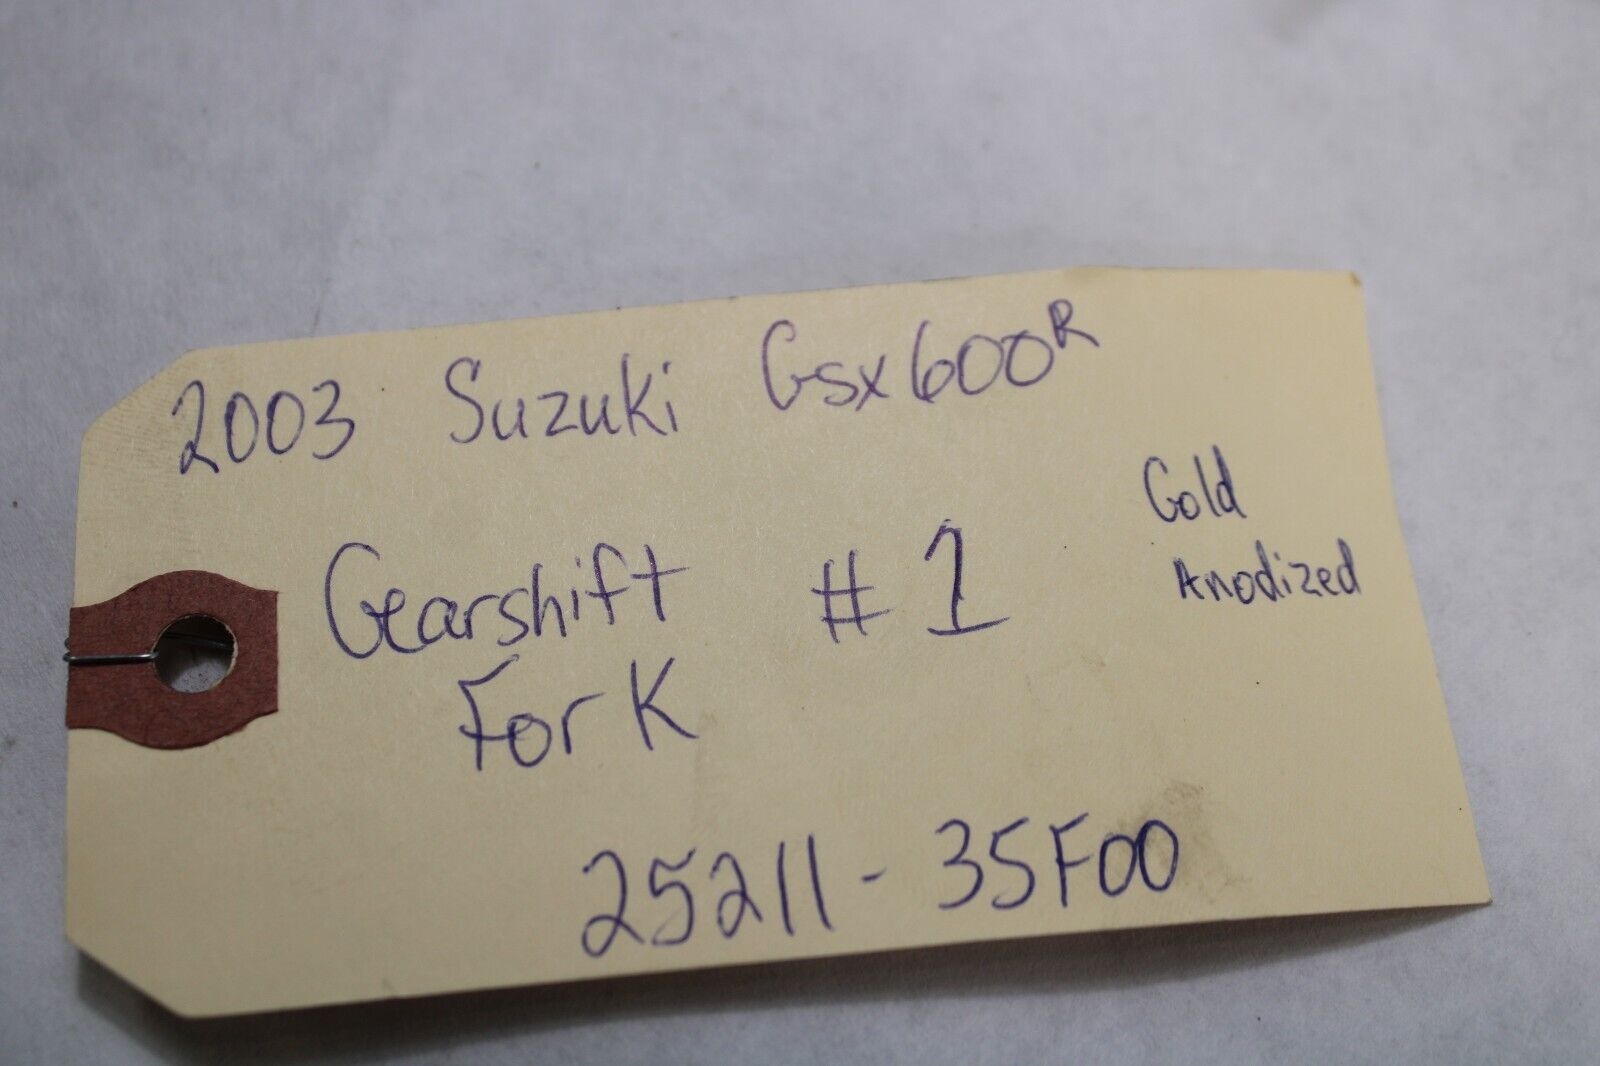 2003 Suzuki Gsx600R
Gold
Anodized
Gearshift #1
Fork
25211-35F00